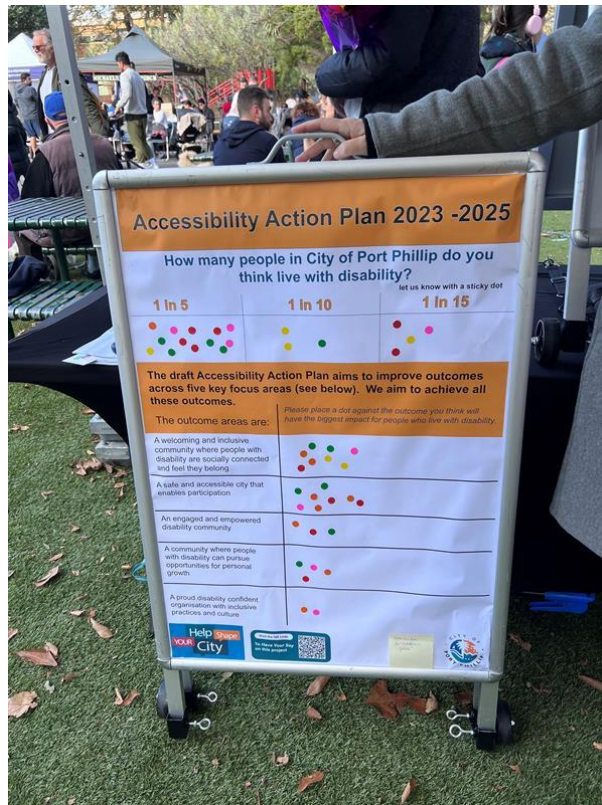 Accessibility Action Plan 2023 -2025
How many people in City of Port Phillip do you
think live with disability?
let us know with a sticky dot
1 in 5
1 in 10
1 in 15
The draft Accessibility Action Plan aims to improve outcomes
across five key focus areas (see below). We aim to achieve all
these outcomes.
The outcome areas are:
Please place a dot against the outcome you think will
have the biggest impact for people who live with disability.
A welcoming and inclusive
community where people with
disability are socially connected
and feel they belong
A safe and accessible city that
enables participation
An engaged and empowered
disability community
A community where people
with disability can pursue
opportunities for personal
growth
A proud disability confident
organisation with inclusive
practices and culture
Help Shape
YOUR City
To Have Your Say
on this project
CITY OF
PORT PHILLIP